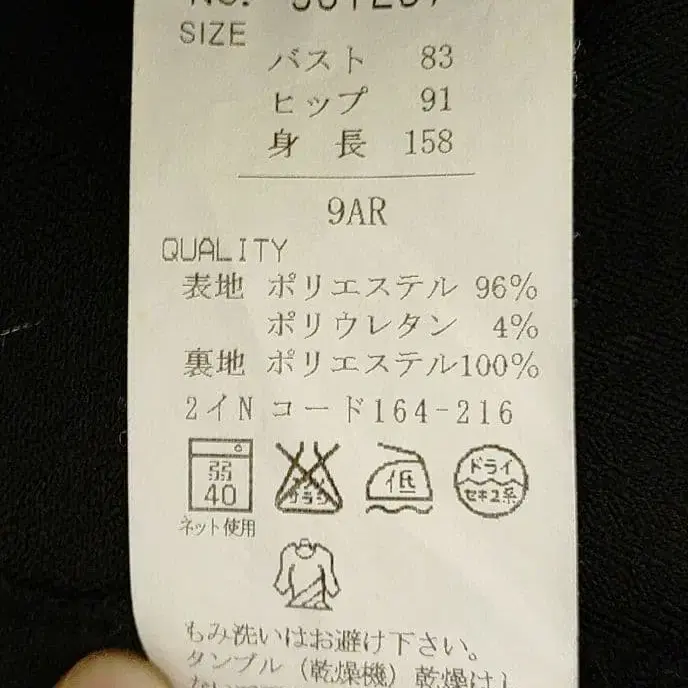 SIZE
バスト 83
ヒップ 91
身 長 158
9AR
QUALITY
表地 ポリエステル 96%
ポリウレタン 4%
裏地 ポリエステル100%
2イN コード164-216
弱
40
ネット使用
低
ドライ
セキユ系
もみ洗いはお避け下さい。
タンブル(乾燥機)乾燥はし